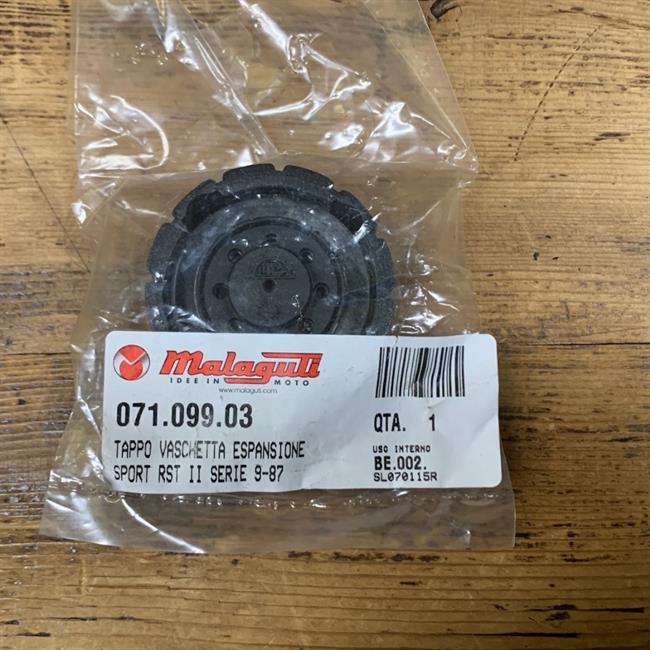 Malaguti
IDEE IN MOTO
www.malaguti.com
071.099.03
QTA. 1
TAPPO VASCHETTA ESPANSIONE
SPORT RST II SERIE 9-87
USO INTERNO
BE.002.
SL070115R